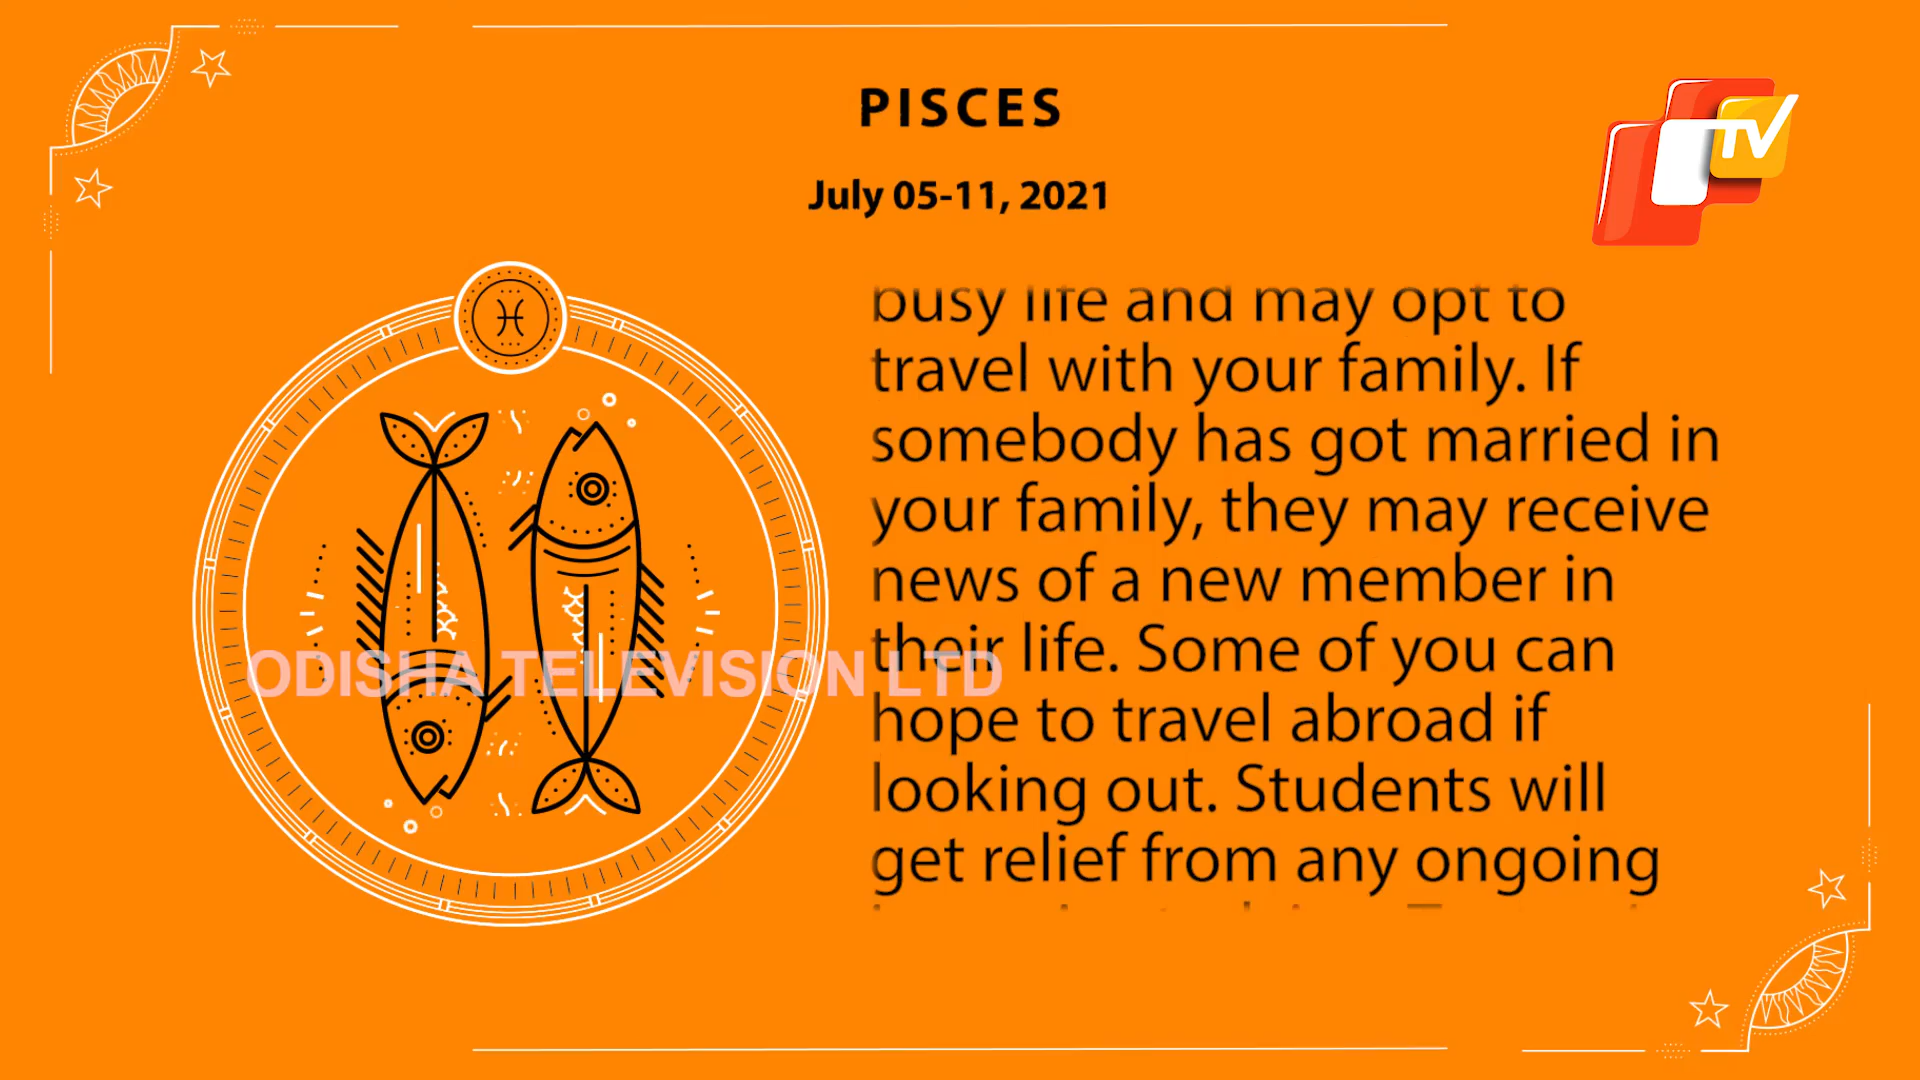 PISCES
July 05-11, 2021
TV
busy life and may opt to
travel with your family. If
somebody has got married in
your family, they may receive
news of a new member in
their life. Some of you can
ODISHA TELEVISION LTD
hope to travel abroad if
looking out. Students will
get relief from any ongoing